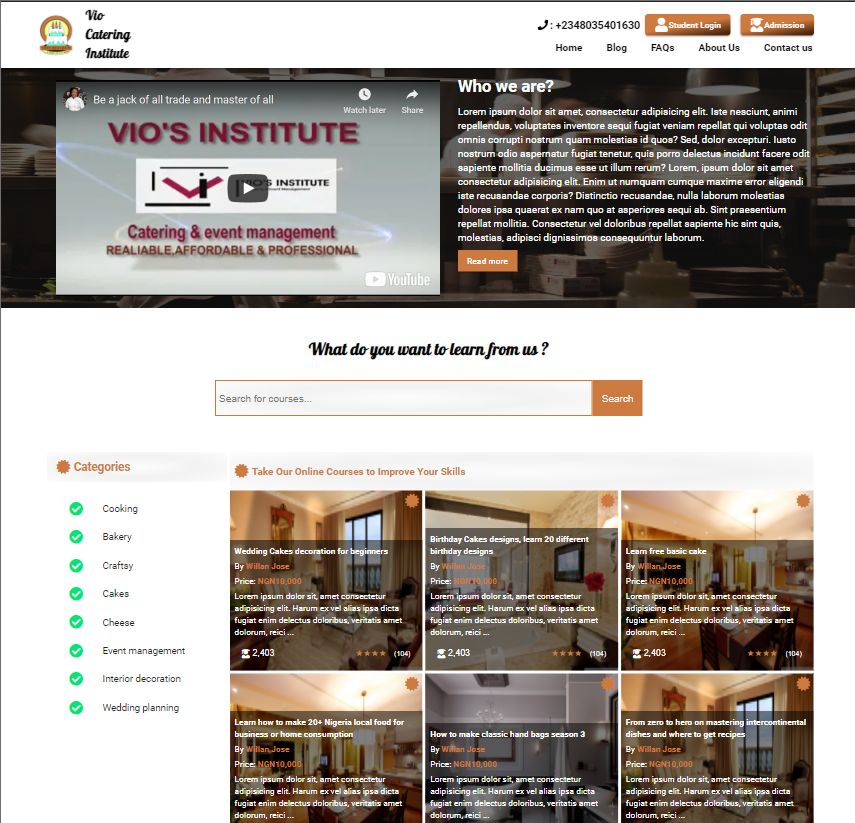 Vio
Catering
Institute
: +2348035401630
Student Login
Admission
Home
Blog
FAQs
About Us
Contact us
Be a jack of all trade and master of all
Watch later
Share
VIO'S INSTITUTE
VIO'S INSTITUTE
Catering & event management
REALIABLE,AFFORDABLE & PROFESSIONAL
YouTube
Who we are?
Lorem ipsum dolor sit amet, consectetur adipisicing elit. Iste nesciunt, animi
repellendus, voluptates inventore sequi fugiat veniam repellat qui voluptas odit
omnis corrupti nostrum quam molestias id quos? Sed, dolor excepturi. Iusto
nostrum odio aspernatur fugiat tenetur, quis porro delectus incidunt facere odit
sapiente mollitia ducimus esse ut illum rerum? Lorem, ipsum dolor sit amet
consectetur adipisicing elit. Enim ut numquam cumque maxime error eligendi
iste recusandae corporis? Distinctio recusandae, nulla laborum molestias
dolores ipsa quaerat ex nam quo at asperiores sequi ab. Sint praesentium
repellat mollitia. Consectetur vel doloribus repellat sapiente hic sint quis,
molestias, adipisci dignissimos consequuntur laborum.
Read more
What do you want to learn from us ?
Search for courses...
Search
Categories
Cooking
Bakery
Craftsy
Cakes
Cheese
Event management
Interior decoration
Wedding planning
Take Our Online Courses to Improve Your Skills
Wedding Cakes decoration for beginners
By Willan Jose
Price: NGN10,000
Lorem ipsum dolor sit, amet consectetur
adipisicing elit. Harum ex vel alias ipsa dicta
fugiat enim delectus doloribus, veritatis amet
dolorum, reici ...
2,403
(104)
Birthday Cakes designs, learn 20 different
birthday designs
By Willan Jose
Price: NGN10,000
Lorem ipsum dolor sit, amet consectetur
adipisicing elit. Harum ex vel alias ipsa dicta
fugiat enim delectus doloribus, veritatis amet
dolorum, reici ...
2,403
(104)
Learn free basic cake
By Willan Jose
Price: NGN10,000
Lorem ipsum dolor sit, amet consectetur
adipisicing elit. Harum ex vel alias ipsa dicta
fugiat enim delectus doloribus, veritatis amet
dolorum, reici ...
2,403
(104)
Learn how to make 20+ Nigeria local food for
business or home consumption
By Willan Jose
Price: NGN10,000
Lorem ipsum dolor sit, amet consectetur
adipisicing elit. Harum ex vel alias ipsa dicta
fugiat enim delectus doloribus, veritatis amet
dolorum, reici ...
How to make classic hand bags season 3
By Willan Jose
Price: NGN10,000
Lorem ipsum dolor sit, amet consectetur
adipisicing elit. Harum ex vel alias ipsa dicta
fugiat enim delectus doloribus, veritatis amet
dolorum, reici ...
From zero to hero on mastering intercontinental
dishes and where to get recipes
By Willan Jose
Price: NGN10,000
Lorem ipsum dolor sit, amet consectetur
adipisicing elit. Harum ex vel alias ipsa dicta
fugiat enim delectus doloribus, veritatis amet
dolorum, reici ...